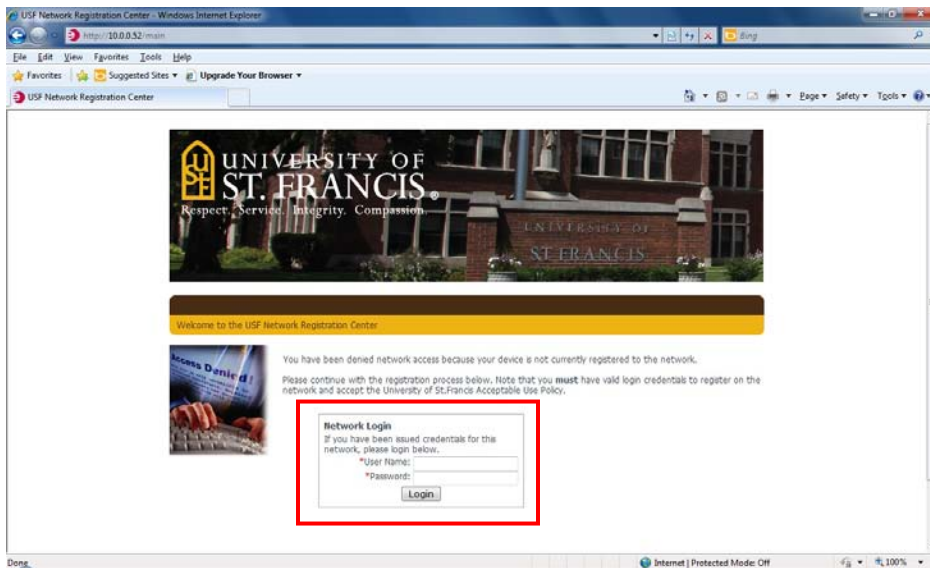 USF Network Registration Center - Windows Internet Explorer
http://10.0.0.52/main
Bing
File Edit View Favorites Tools Help
Favorites Suggested Sites Upgrade Your Browser
USF Network Registration Center
Page Safety Tools
USF
UNIVERSITY OF
ST. FRANCIS®
Respect. Service. Integrity. Compassion.
UNIVERSITY OF
ST FRANCIS
Welcome to the USF Network Registration Center
Access Denied!
You have been denied network access because your device is not currently registered to the network.
Please continue with the registration process below. Note that you must have valid login credentials to register on the
network and accept the University of St.Francis Acceptable Use Policy.
Network Login
If you have been issued credentials for this
network, please login below.
*User Name:
*Password:
Login
Done
Internet | Protected Mode: Off
100%